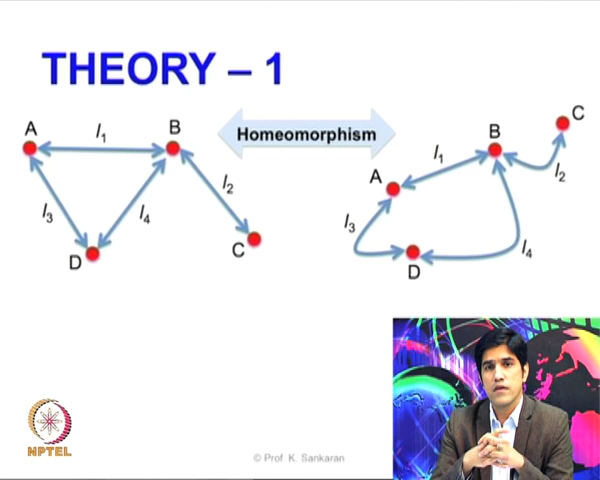 THEORY – 1
A
l1
B
l2
l3
l4
D
C
Homeomorphism
C
B
l1
l2
A
l3
l4
D
NPTEL
© Prof. K. Sankaran